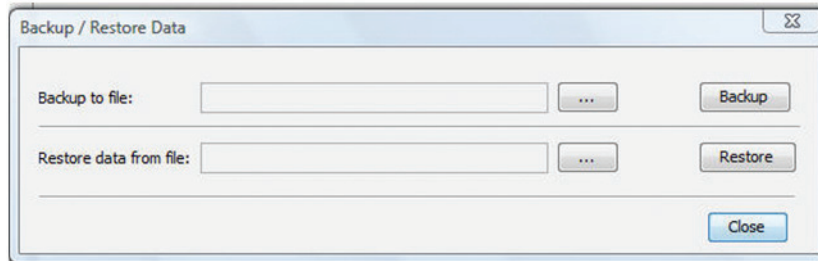 Backup / Restore Data
Backup to file: ... Backup
Restore data from file: ... Restore
Close